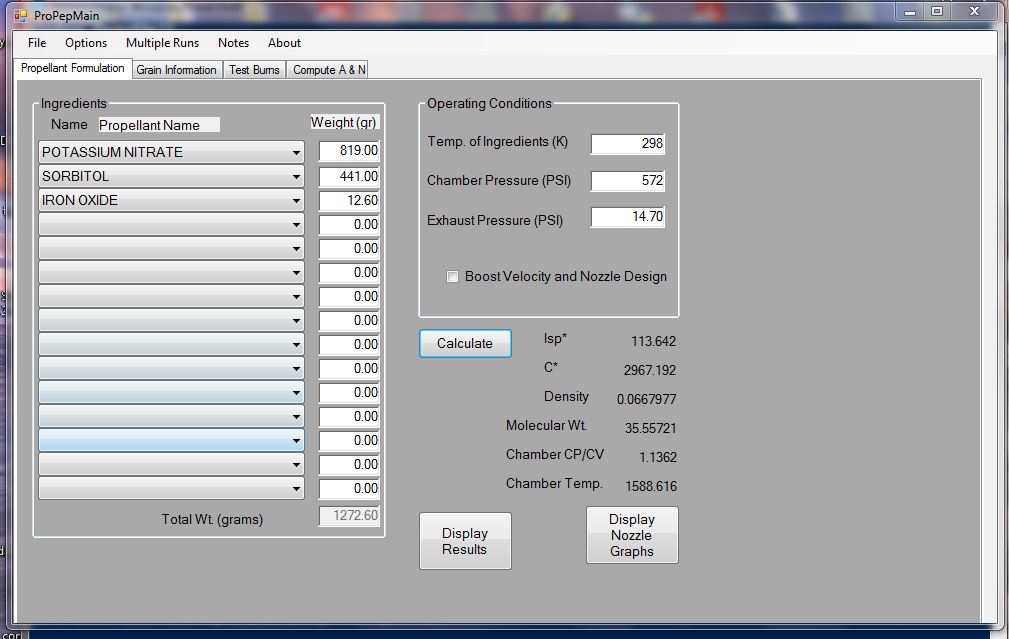 ProPepMain
File Options Multiple Runs Notes About
Propellant Formulation Grain Information Test Burns Compute A & N
Ingredients
Name Propellant Name Weight (gr)
POTASSIUM NITRATE 819.00
SORBITOL 441.00
IRON OXIDE 12.60
0.00
0.00
0.00
0.00
0.00
0.00
0.00
0.00
0.00
0.00
0.00
0.00
Total Wt. (grams) 1272.60
Operating Conditions
Temp. of Ingredients (K) 298
Chamber Pressure (PSI) 572
Exhaust Pressure (PSI) 14.70
Boost Velocity and Nozzle Design
Calculate
Isp* 113.642
C* 2967.192
Density 0.0667977
Molecular Wt. 35.55721
Chamber CP/CV 1.1362
Chamber Temp. 1588.616
Display
Results
Display
Nozzle
Graphs
cor